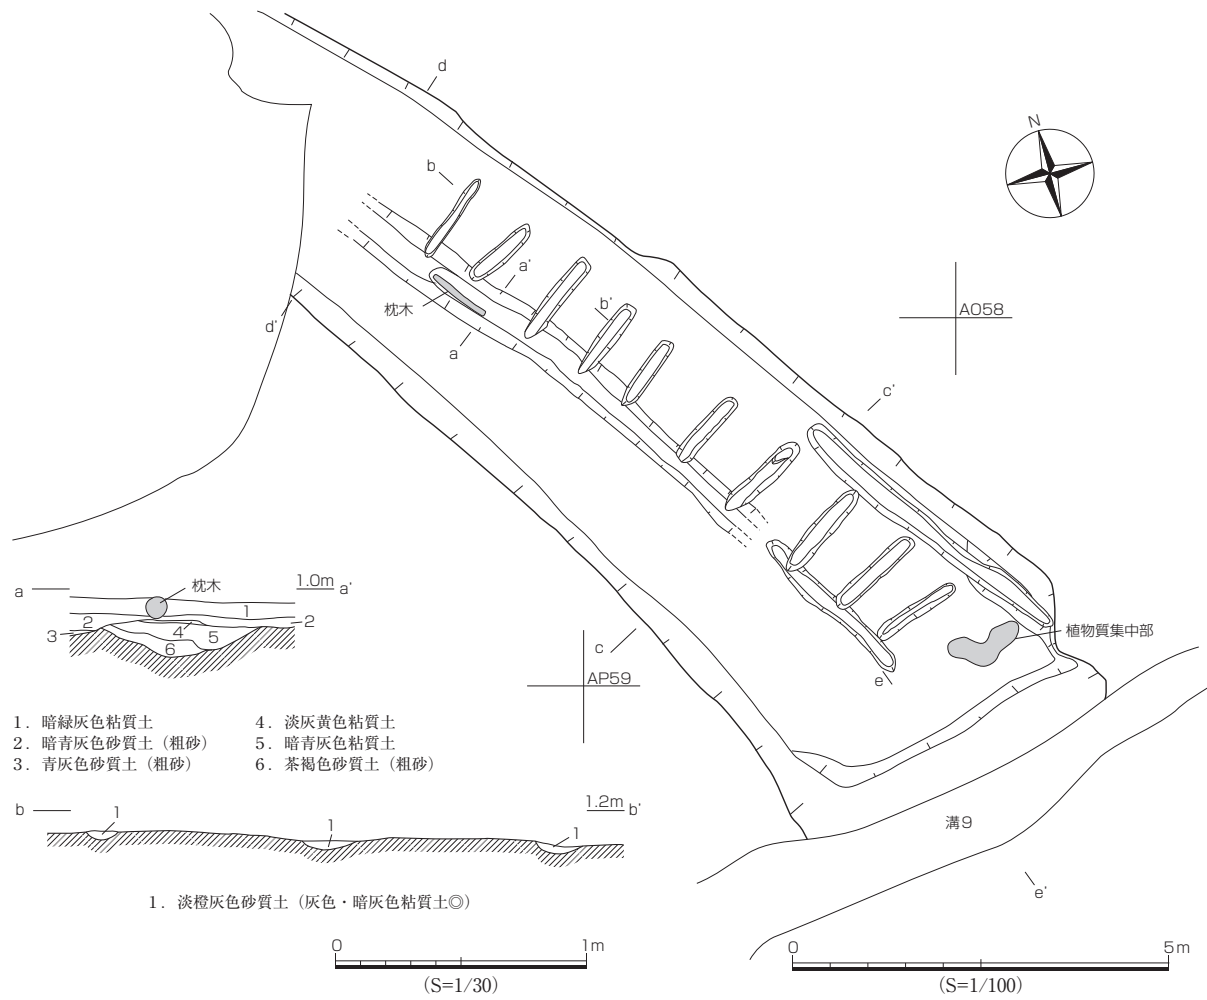 d
N
b
a'
枕木
b'
AO58
d'
a
c'
枕木
a
1.0m a'
1
2
2
3
4
5
6
植物質集中部
c
AP59
e
1. 暗緑灰色粘質土
2. 暗青灰色砂質土（粗砂）
3. 青灰色砂質土（粗砂）
4. 淡灰黄色粘質土
5. 暗青灰色粘質土
6. 茶褐色砂質土（粗砂）
b
1
1
1.2m b'
1
溝9
e'
1. 淡橙灰色砂質土（灰色・暗灰色粘質土◎）
0 1m
(S=1/30)
0 5m
(S=1/100)